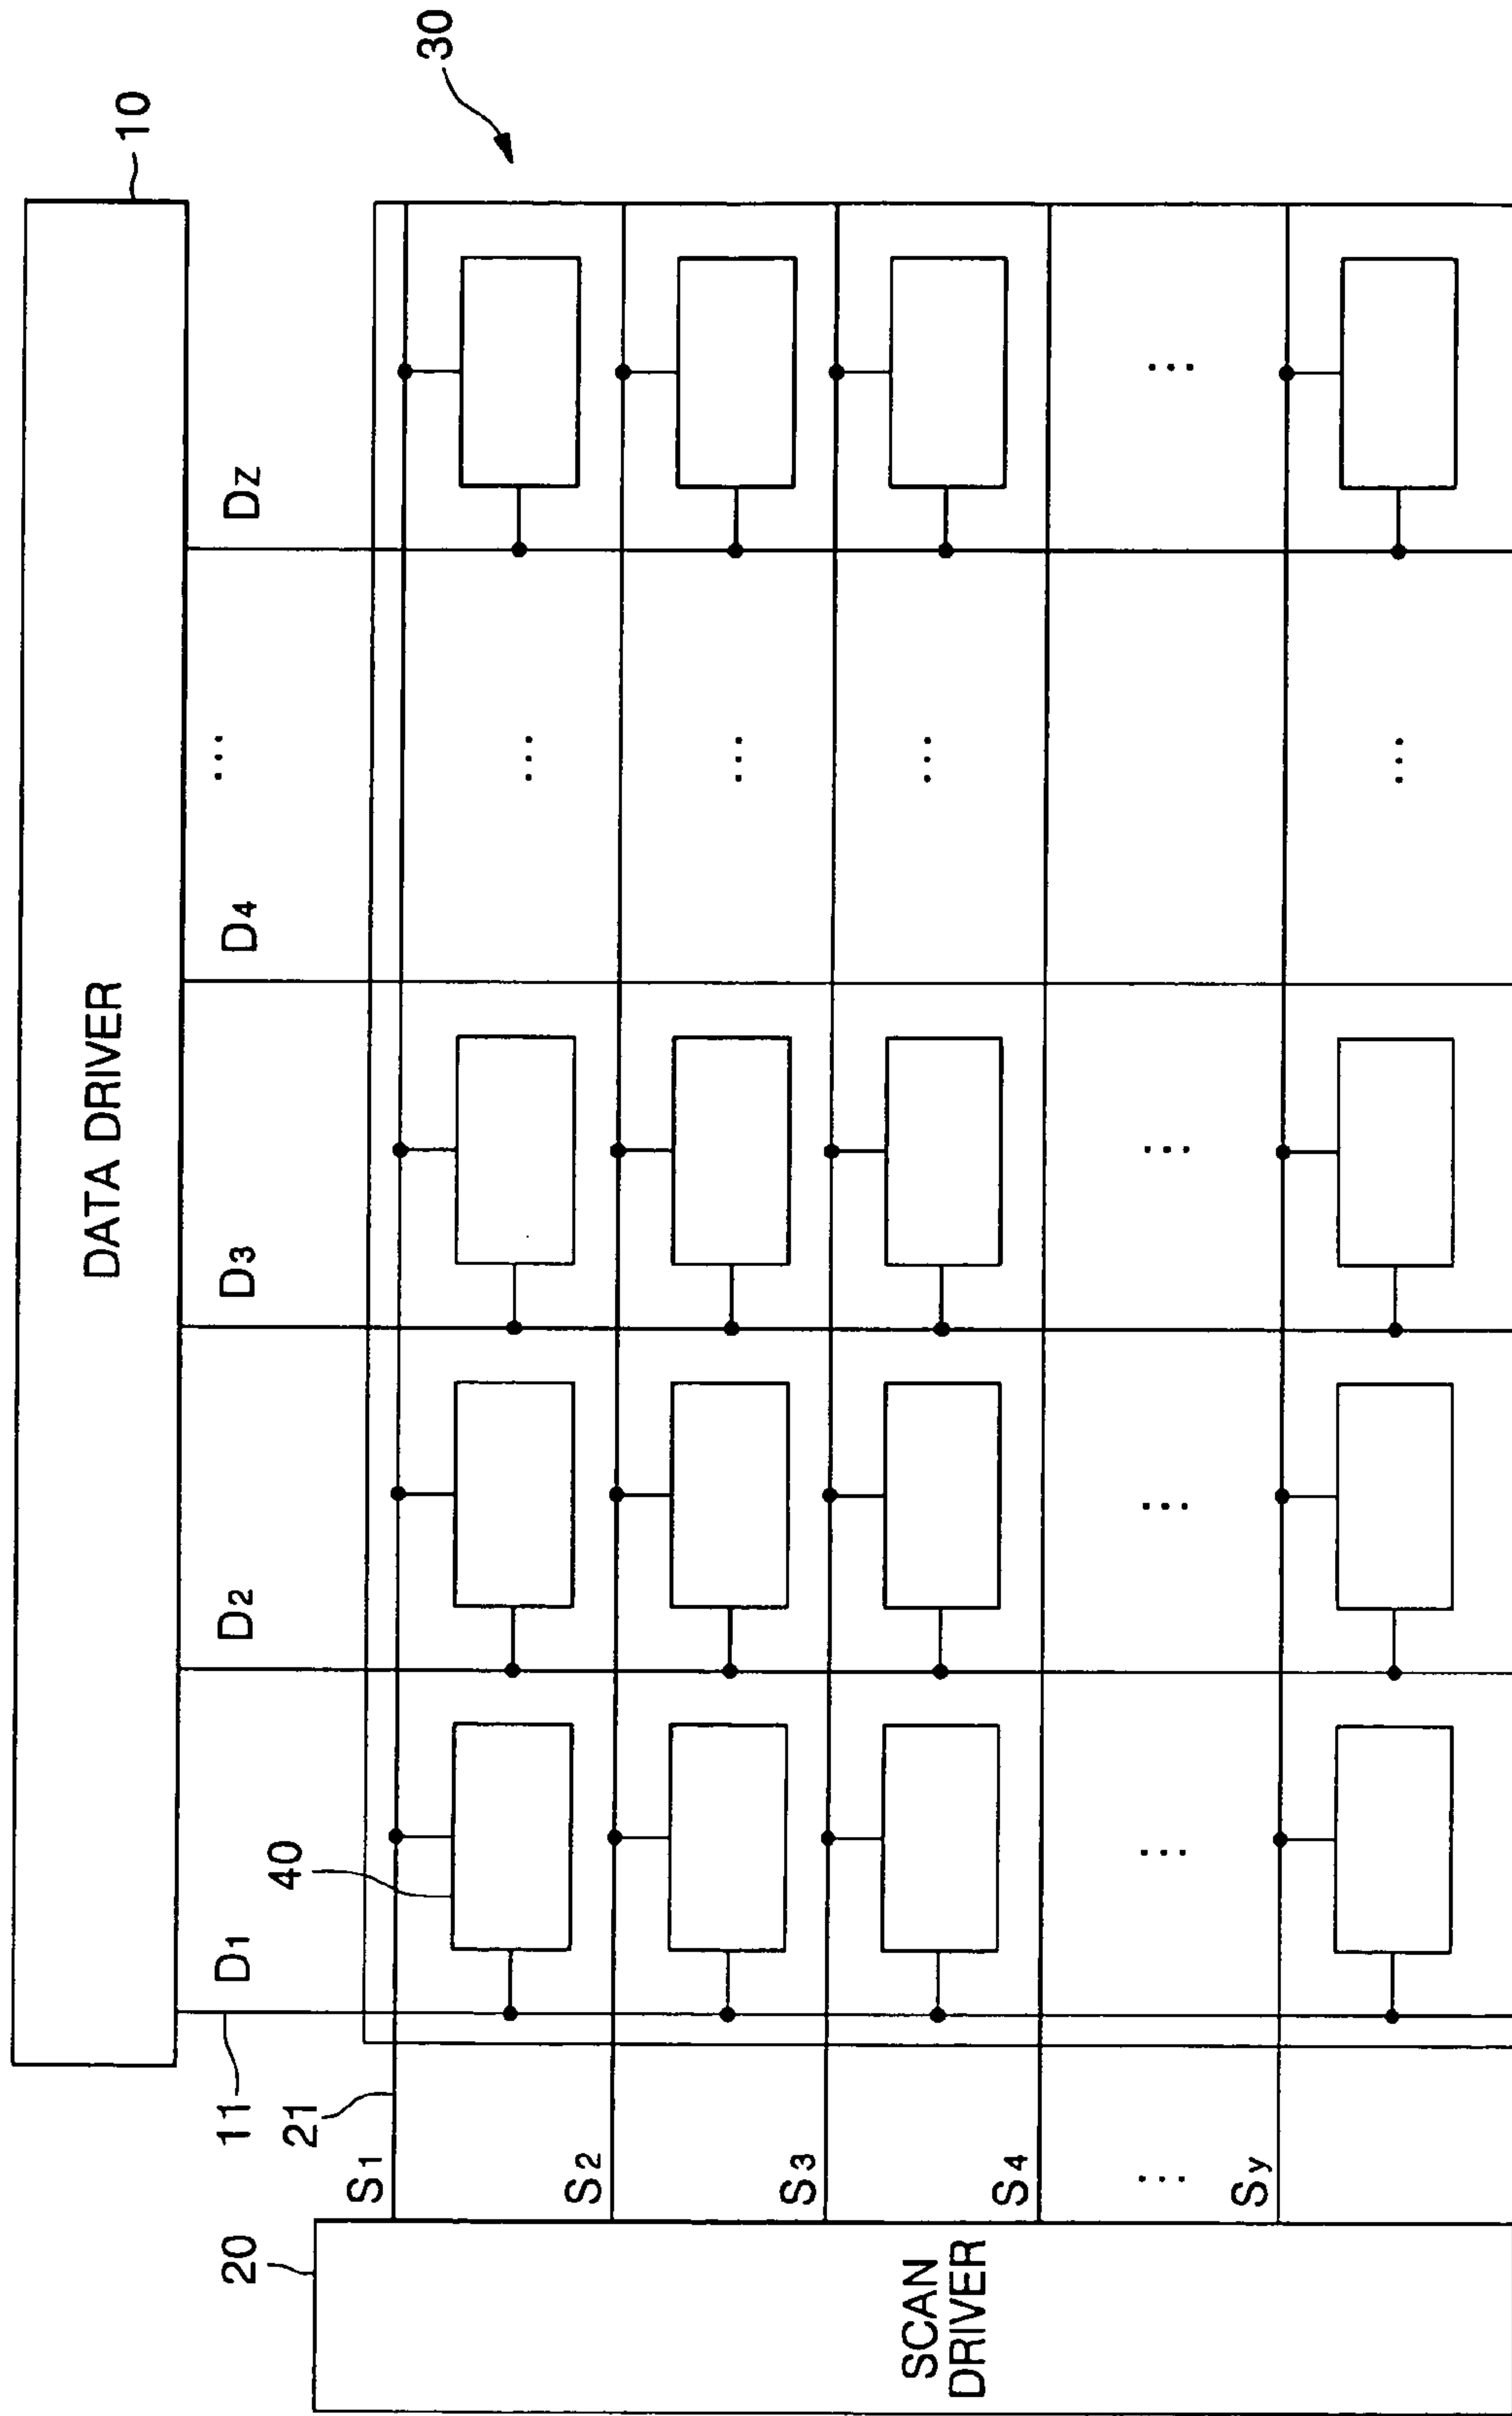 10
DATA DRIVER
30
D1
D2
D3
D4
...
Dz
11
40
21
20
S1
S2
S3
S4
...
Sy
SCAN
DRIVER